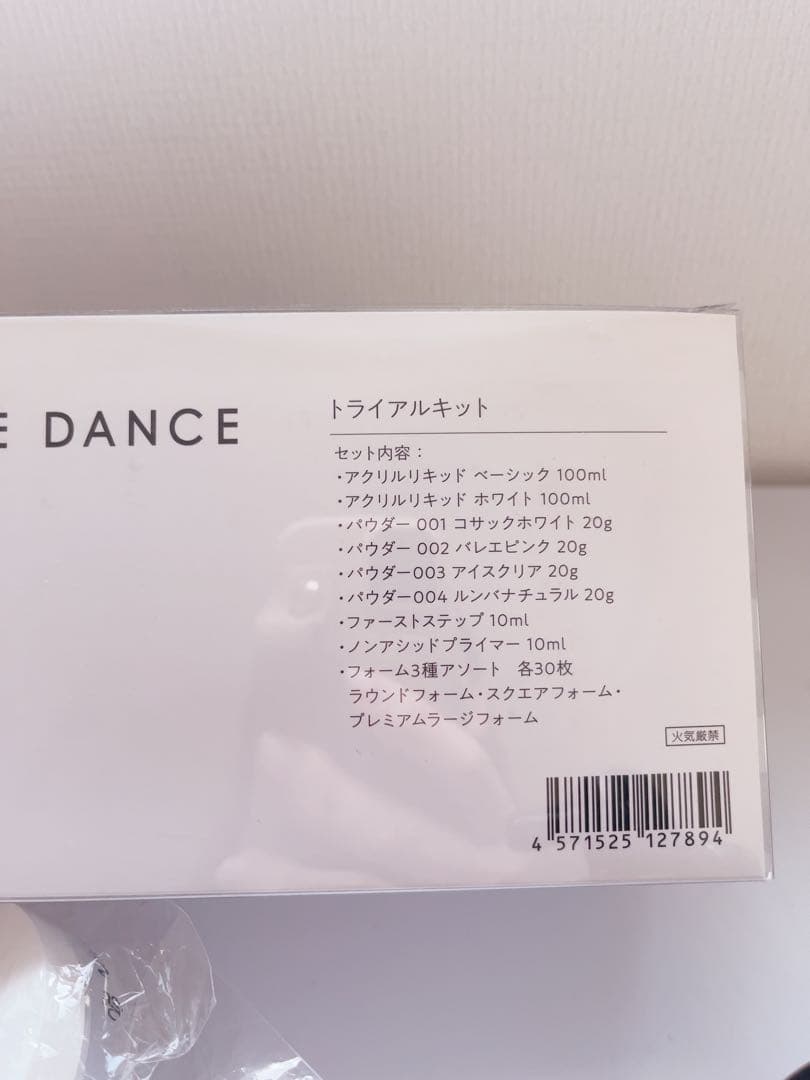 E DANCE
トライアルキット
セット内容：
・アクリルリキッド ベーシック 100ml
・アクリルリキッド ホワイト 100ml
・パウダー 001 コサックホワイト 20g
・パウダー 002 バレエピンク 20g
・パウダー003 アイスクリア 20g
・パウダー004 ルンバナチュラル 20g
・ファーストステップ 10ml
・ノンアシッドプライマー 10ml
・フォーム3種アソート 各30枚
ラウンドフォーム・スクエアフォーム・
プレミアムラージフォーム
火気厳禁
4 571525 127894